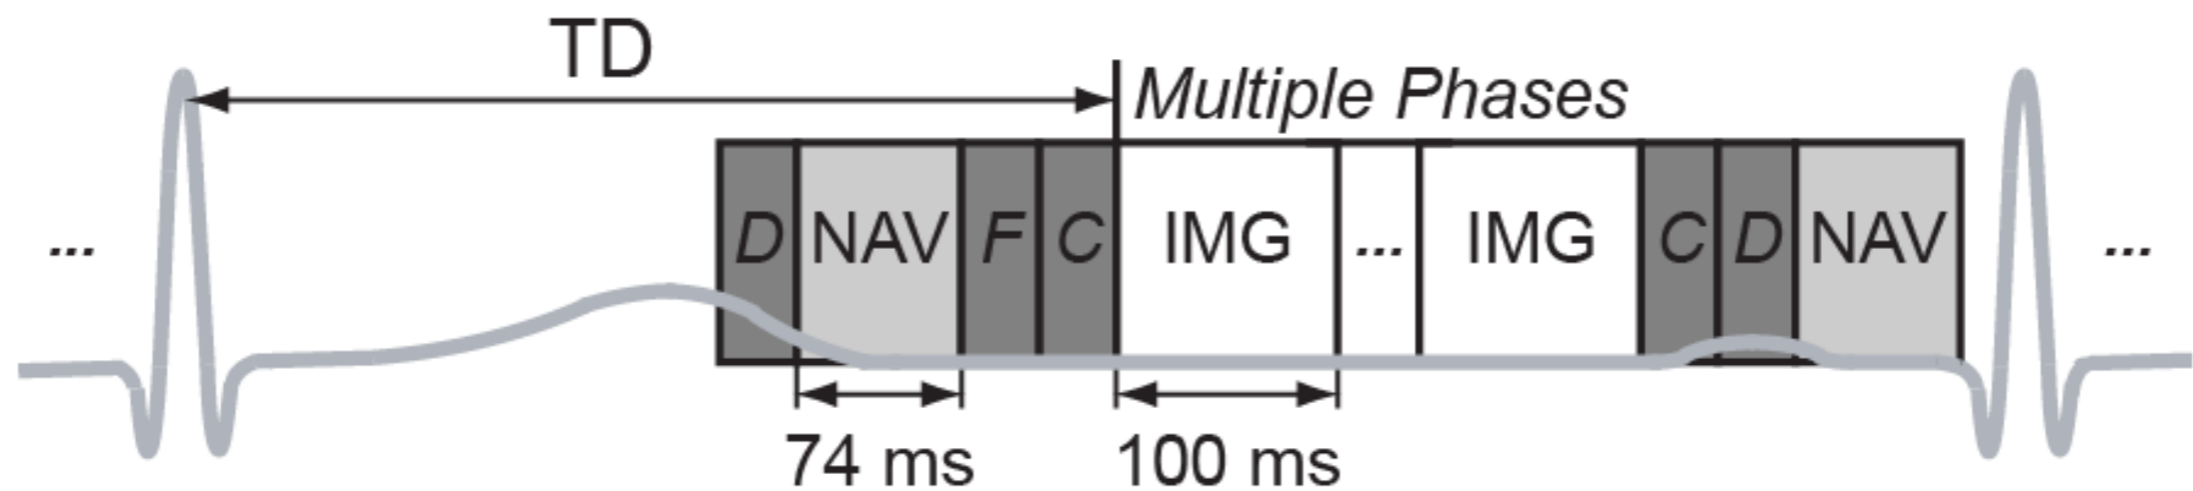 TD
Multiple Phases
... D NAV F C IMG ... IMG C D NAV ...
74 ms 100 ms